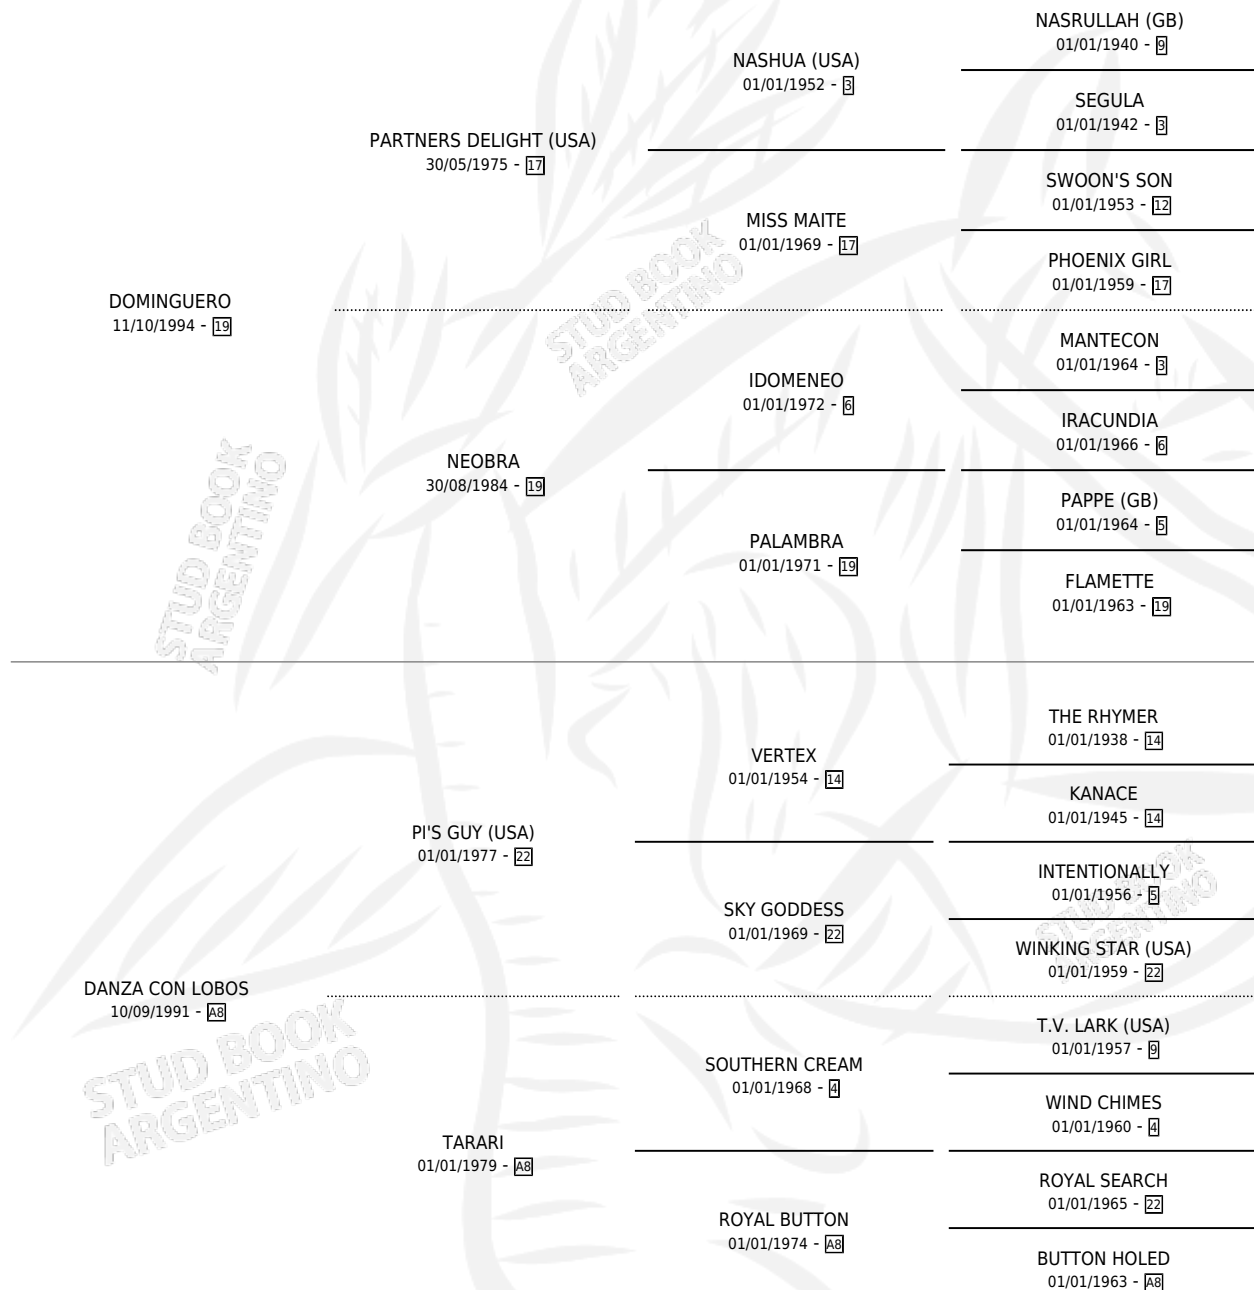 NASRULLAH (GB)
01/01/1940 - 9
NASHUA (USA)
01/01/1952 - 3
SEGULA
01/01/1942 - 3
PARTNERS DELIGHT (USA)
30/05/1975 - 17
SWOON'S SON
01/01/1953 - 12
MISS MAITE
01/01/1969 - 17
PHOENIX GIRL
01/01/1959 - 17
DOMINGUERO
11/10/1994 - 19
MANTECON
01/01/1964 - 3
IDOMENEO
01/01/1972 - 6
IRACUNDIA
01/01/1966 - 6
NEOBRA
30/08/1984 - 19
PAPPE (GB)
01/01/1964 - 5
PALAMBRA
01/01/1971 - 19
FLAMETTE
01/01/1963 - 19
THE RHYMER
01/01/1938 - 14
VERTEX
01/01/1954 - 14
KANACE
01/01/1945 - 14
PI'S GUY (USA)
01/01/1977 - 22
INTENTIONALLY
01/01/1956 - 5
SKY GODDESS
01/01/1969 - 22
WINKING STAR (USA)
01/01/1959 - 22
DANZA CON LOBOS
10/09/1991 - A8
T.V. LARK (USA)
01/01/1957 - 9
SOUTHERN CREAM
01/01/1968 - 4
WIND CHIMES
01/01/1960 - 4
TARARI
01/01/1979 - A8
ROYAL SEARCH
01/01/1965 - 22
ROYAL BUTTON
01/01/1974 - A8
BUTTON HOLED
01/01/1963 - A8
STUD BOOK
ARGENTINO
STUD BOOK
ARGENTINO
STUD BOOK
ARGENTINO
STUD BOOK
ARGENTINO